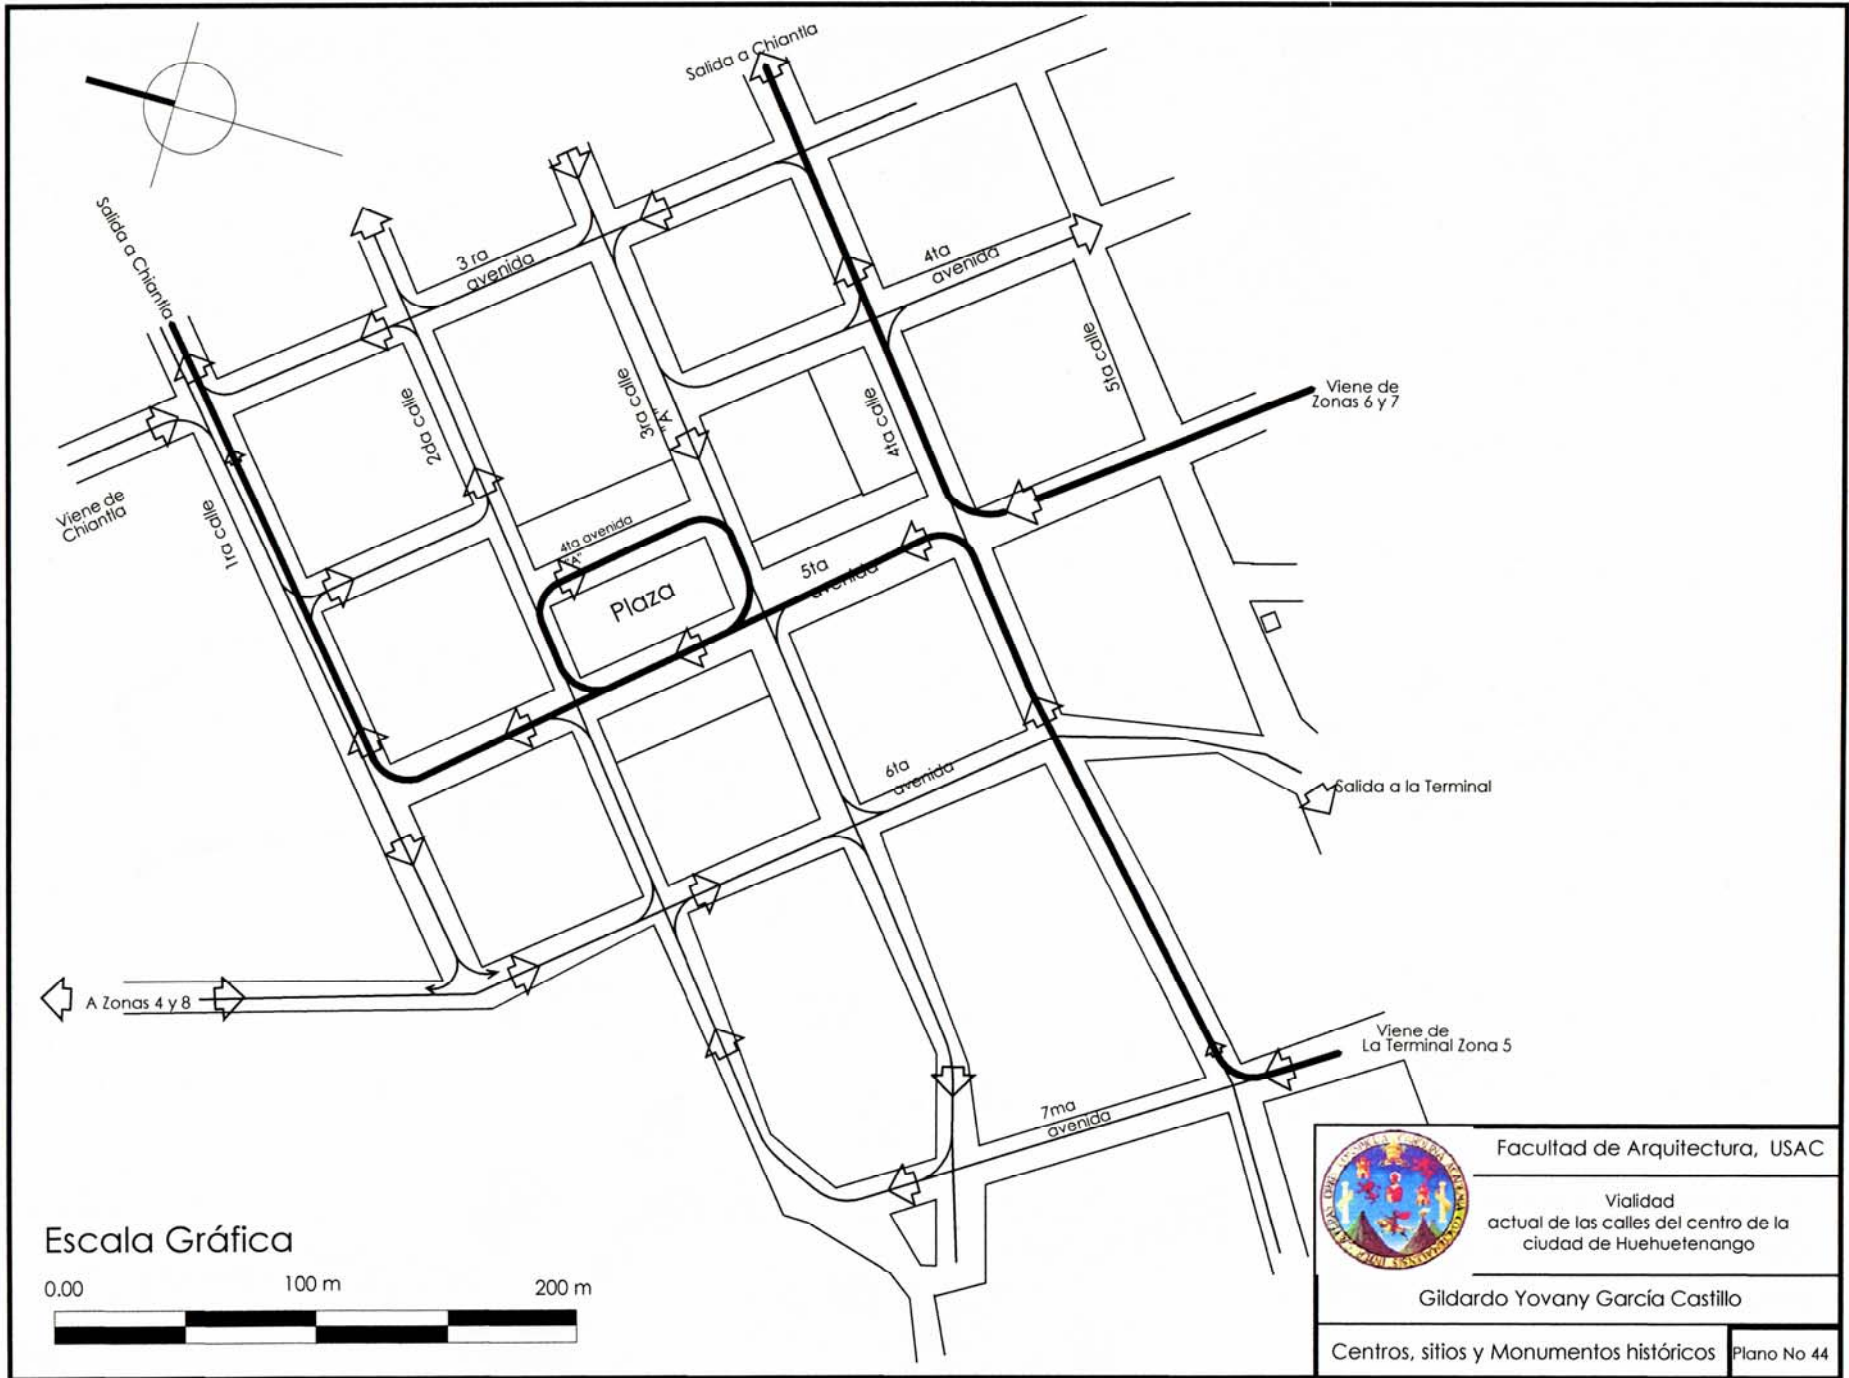 Salida a Chiantla
Salida a Chiantla
3 ra
avenida
4ta
avenida
2da calle
3ra calle
"A"
4ta calle
5ta calle
Viene de
Zonas 6 y 7
Viene de
Chiantla
1ra calle
4ta avenida
"A"
Plaza
5ta
avenida
6ta
avenida
Salida a la Terminal
A Zonas 4 y 8
Viene de
La Terminal Zona 5
7ma
avenida
Escala Gráfica
0.00
100 m
200 m
Facultad de Arquitectura, USAC
Vialidad
actual de las calles del centro de la
ciudad de Huehuetenango
Gildardo Yovany García Castillo
Centros, sitios y Monumentos históricos
Plano No 44